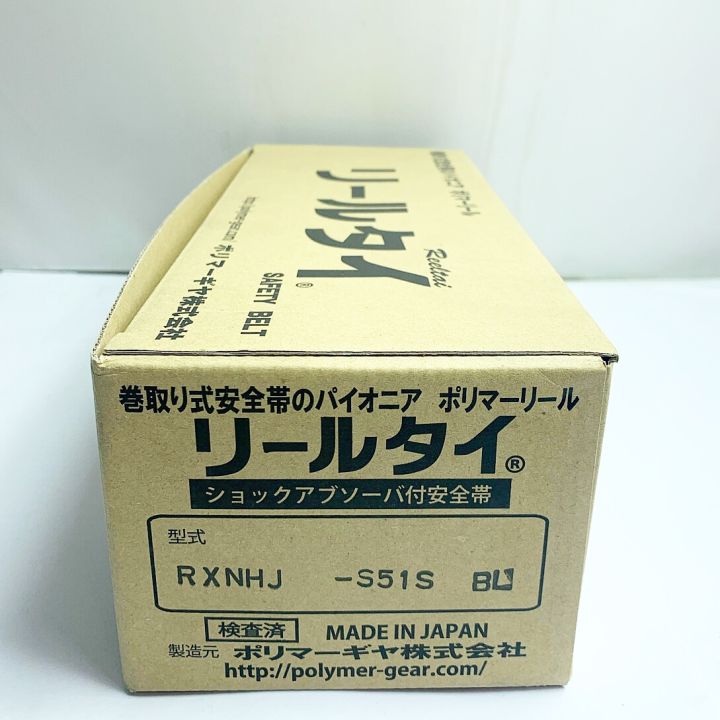 リールタイ®
Reeltai
SAFETY BELT
ポリマーギヤ株式会社
巻取り式安全帯のパイオニア ポリマーリール
リールタイ®
ショックアブソーバ付安全帯
型式
RXNHJ -S51S BL
検査済 MADE IN JAPAN
製造元 ポリマーギヤ株式会社
http://polymer-gear.com/